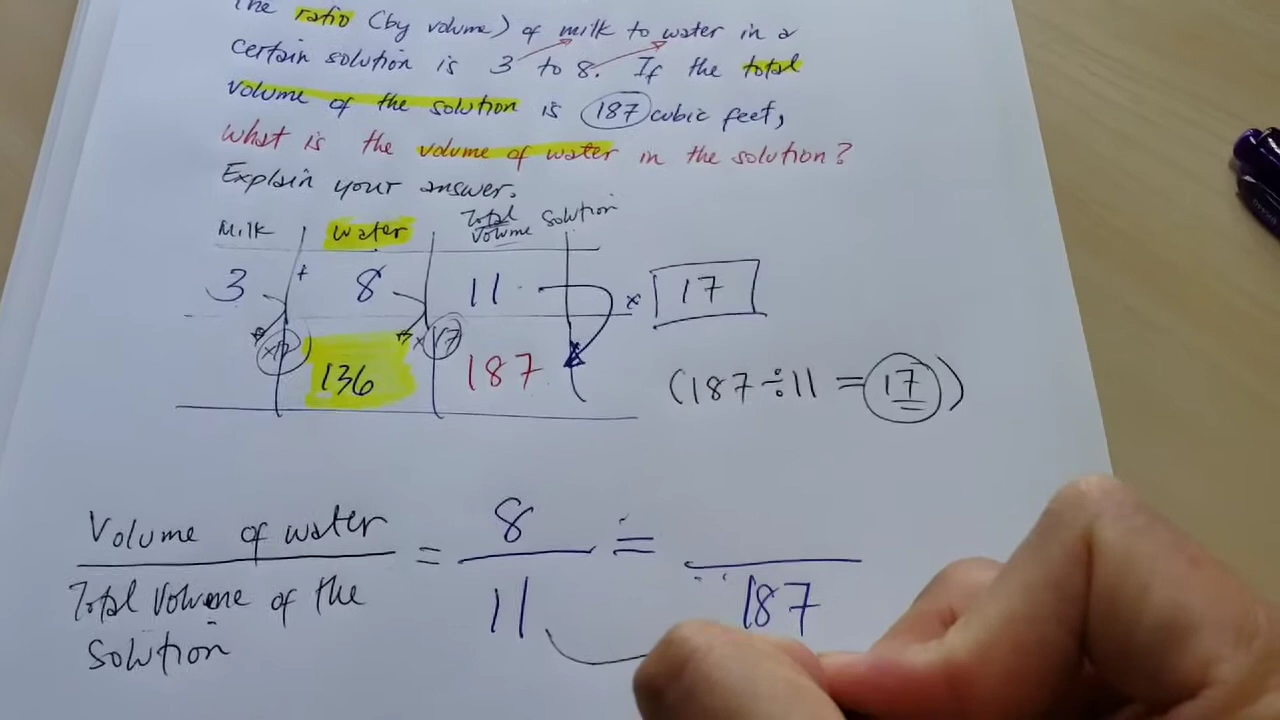 The ratio (by volume) of milk to water in a
certain solution is 3 to 8. If the total
volume of the solution is 187 cubic feet,
What is the volume of water in the solution?
Explain your answer.
Milk Water Total Volume Solution
3 + 8 11 × 17
×17 ×17
136 187 (187÷11=17)
Volume of water = 8 =
Total Volume of the 11 187
Solution